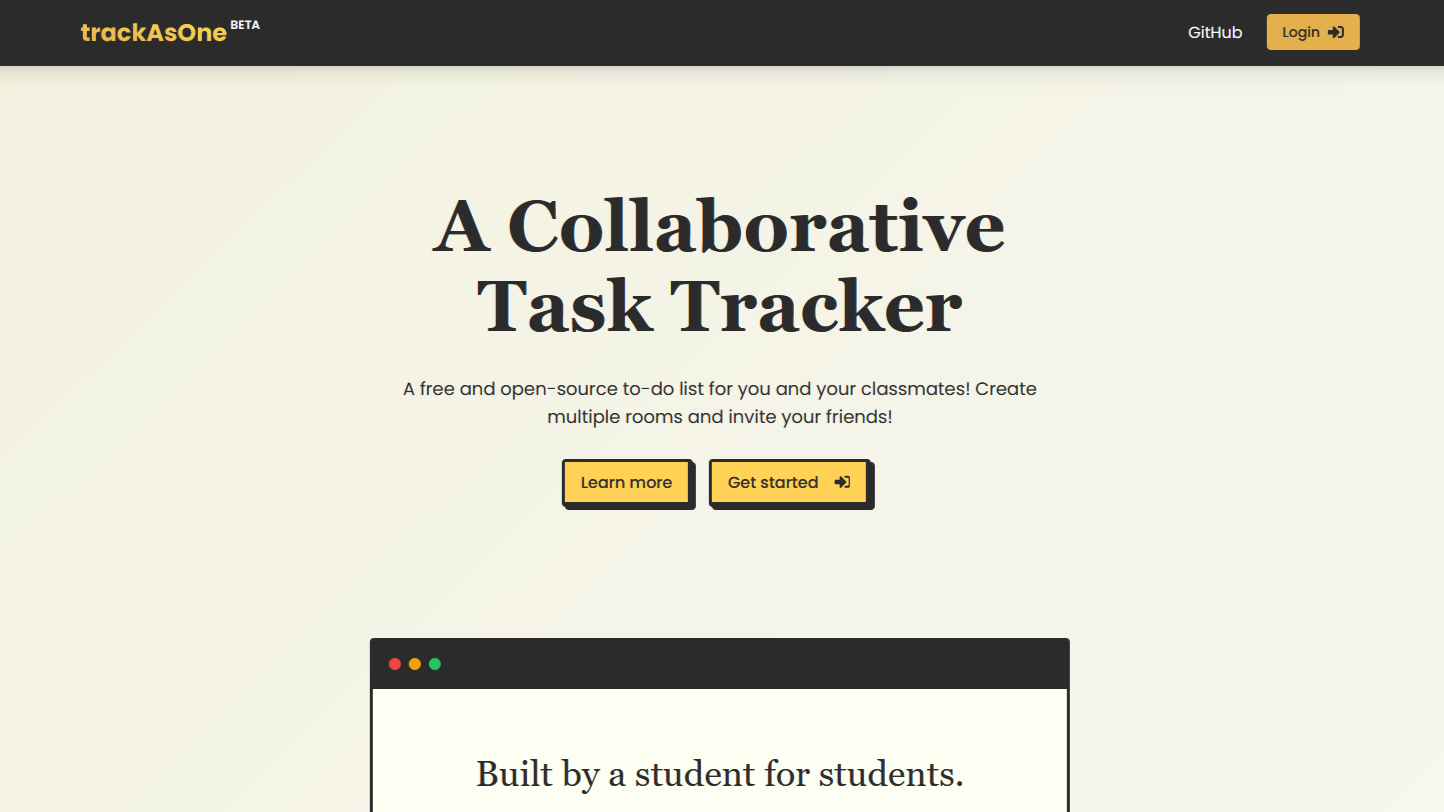 trackAsOne BETA
GitHub
Login
A Collaborative
Task Tracker
A free and open-source to-do list for you and your classmates! Create
multiple rooms and invite your friends!
Learn more
Get started
Built by a student for students.